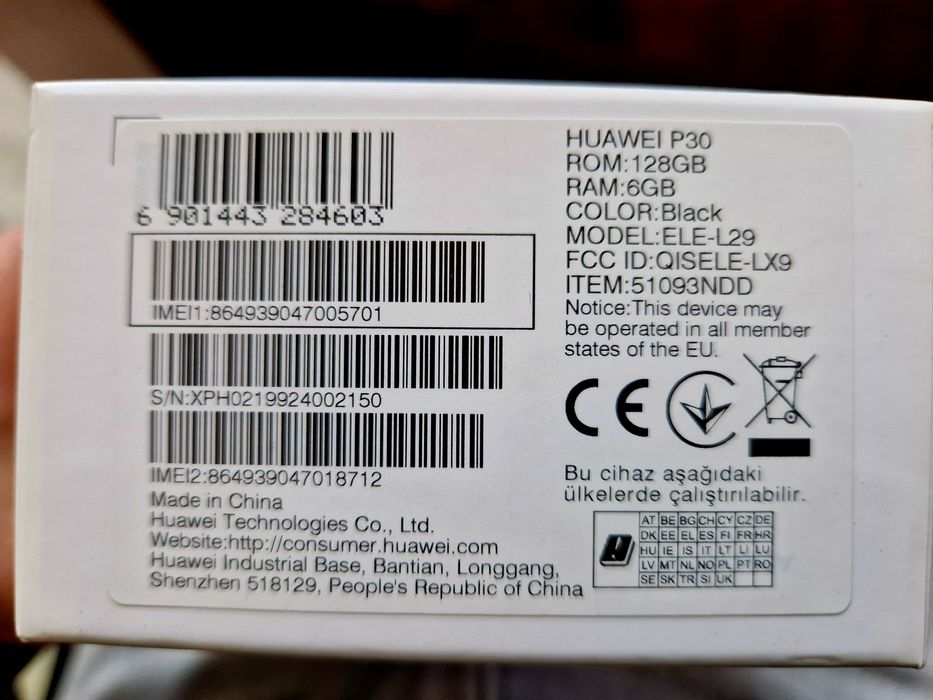 6 901443 284603
IMEI1:864939047005701
S/N:XPH0219924002150
IMEI2:864939047018712
Made in China
Huawei Technologies Co., Ltd.
Website:http://consumer.huawei.com
Huawei Industrial Base, Bantian, Longgang,
Shenzhen 518129, People's Republic of China
HUAWEI P30
ROM:128GB
RAM:6GB
COLOR:Black
MODEL:ELE-L29
FCC ID:QISELE-LX9
ITEM:51093NDD
Notice:This device may
be operated in all member
states of the EU.
CE
Bu cihaz aşağıdaki
ülkelerde çalıştırılabilir.
AT BE BG CH CY CZ DE
DK EE EL ES FI FR HR
HU IE IS IT LT LI LU
LV MT NL NO PL PT RO
SE SK TR SI UK